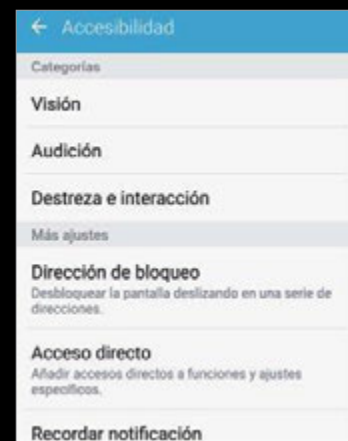 Accesibilidad
Categorías
Visión
Audición
Destreza e interacción
Más ajustes
Dirección de bloqueo
Desbloquear la pantalla deslizando en una serie de
direcciones.
Acceso directo
Añadir accesos directos a funciones y ajustes
específicos.
Recordar notificación